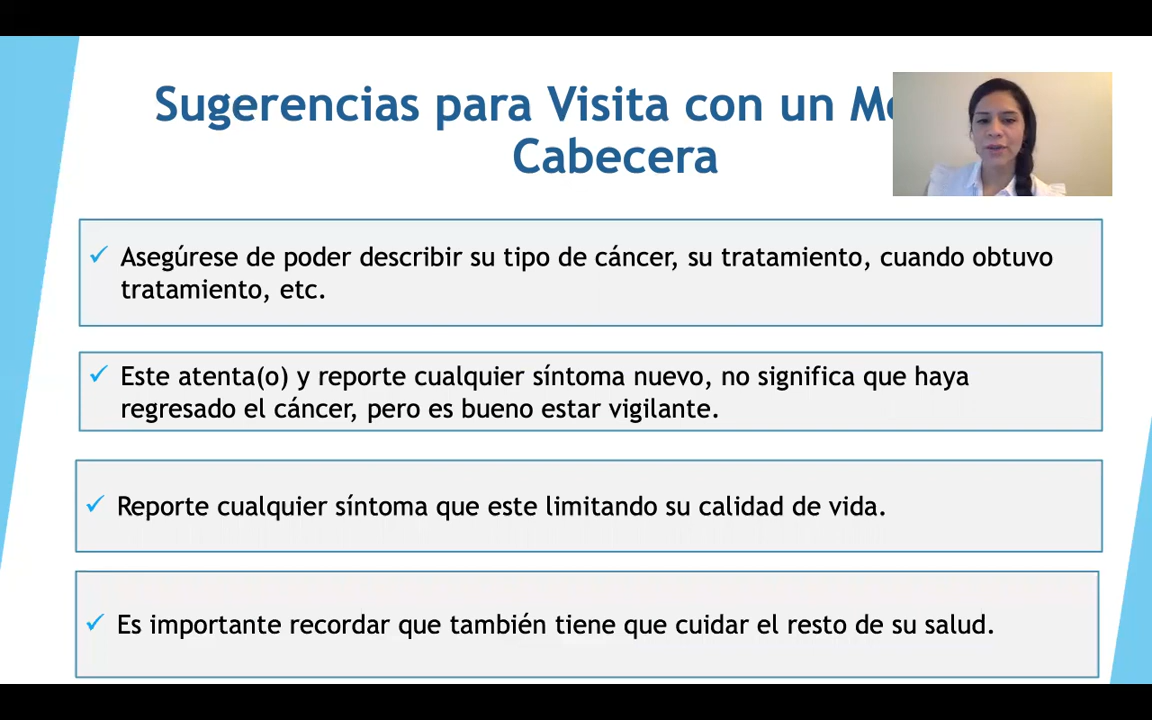 Sugerencias para Visita con un
Cabecera
Asegúrese de poder describir su tipo de cáncer, su tratamiento, cuando obtuvo
tratamiento, etc.
Este atenta(o) y reporte cualquier síntoma nuevo, no significa que haya
regresado el cáncer, pero es bueno estar vigilante.
Reporte cualquier síntoma que este limitando su calidad de vida.
Es importante recordar que también tiene que cuidar el resto de su salud.